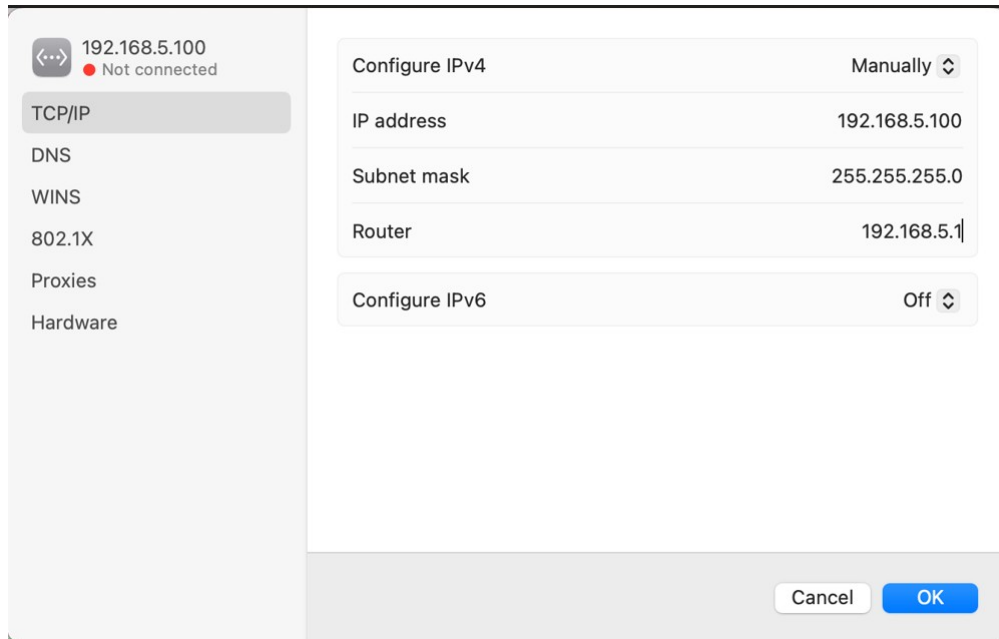 192.168.5.100
Not connected
TCP/IP
DNS
WINS
802.1X
Proxies
Hardware
Configure IPv4 Manually
IP address 192.168.5.100
Subnet mask 255.255.255.0
Router 192.168.5.1
Configure IPv6 Off
Cancel OK